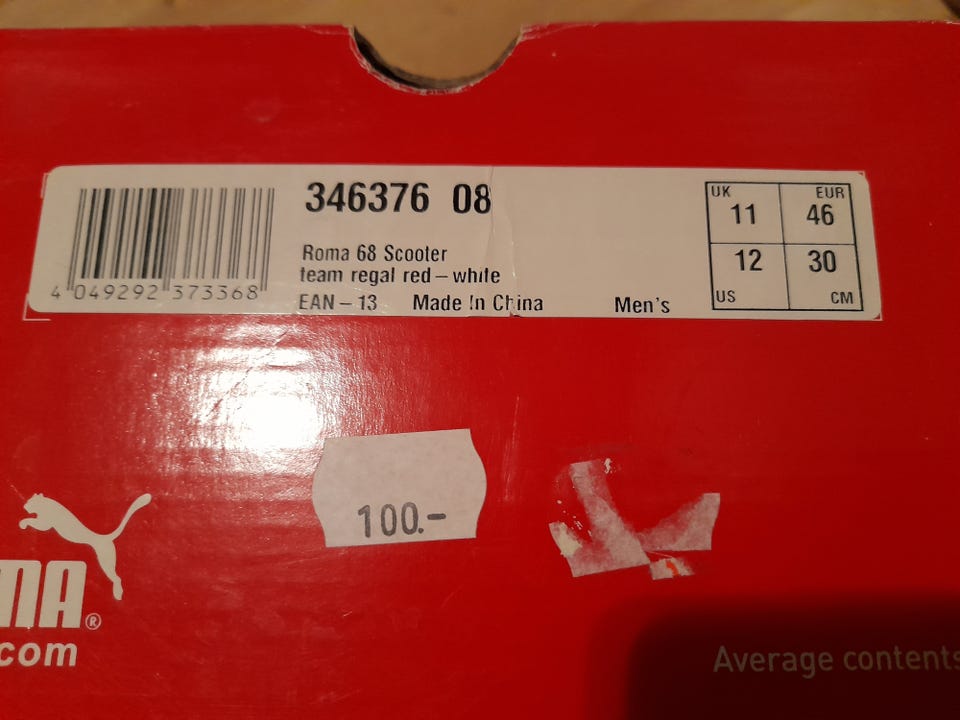 346376 08
Roma 68 Scooter
team regal red – white
EAN – 13 Made In China Men's
4 049292 373368
UK 11 EUR 46
12 US 30 CM
100.-
MA®
.com
Average contents